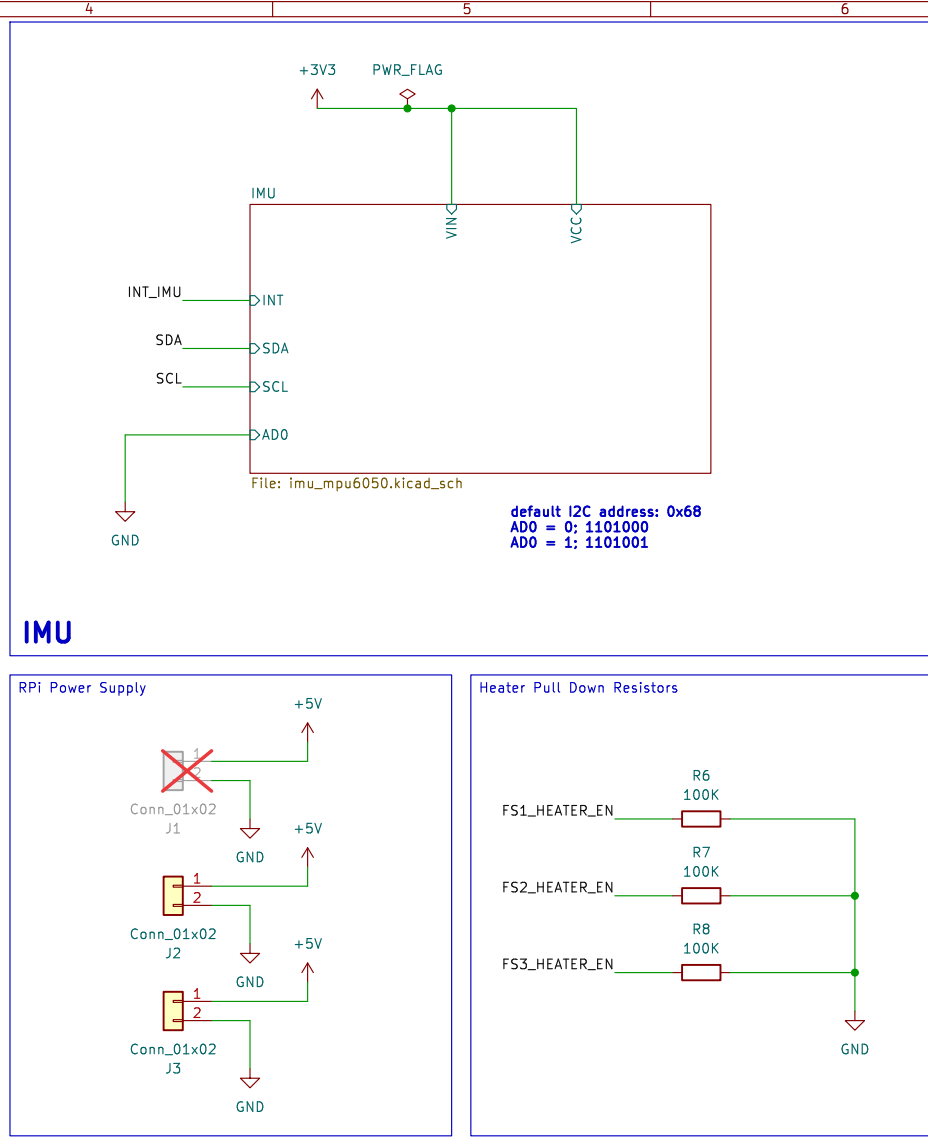 4 5 6
+3V3 PWR_FLAG
IMU
VIN VCC
INT_IMU INT
SDA SDA
SCL SCL
AD0
File: imu_mpu6050.kicad_sch
GND
default I2C address: 0x68
AD0 = 0; 1101000
AD0 = 1; 1101001
IMU
RPi Power Supply
+5V
1
2
Conn_01x02
J1
GND
+5V
1
2
Conn_01x02
J2
GND
+5V
1
2
Conn_01x02
J3
GND
Heater Pull Down Resistors
R6
100K
FS1_HEATER_EN
R7
100K
FS2_HEATER_EN
R8
100K
FS3_HEATER_EN
GND